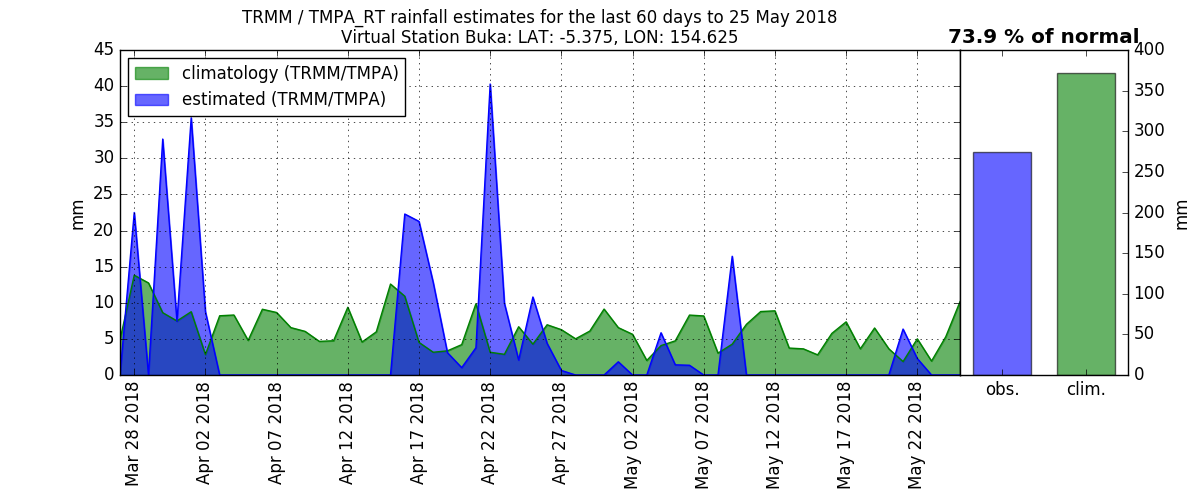 TRMM / TMPA_RT rainfall estimates for the last 60 days to 25 May 2018
Virtual Station Buka: LAT: -5.375, LON: 154.625
73.9 % of normal
climatology (TRMM/TMPA)
estimated (TRMM/TMPA)
45
40
35
30
25
20
15
10
5
0
mm
Mar 28 2018
Apr 02 2018
Apr 07 2018
Apr 12 2018
Apr 17 2018
Apr 22 2018
Apr 27 2018
May 02 2018
May 07 2018
May 12 2018
May 17 2018
May 22 2018
400
350
300
250
200
150
100
50
0
mm
obs.
clim.